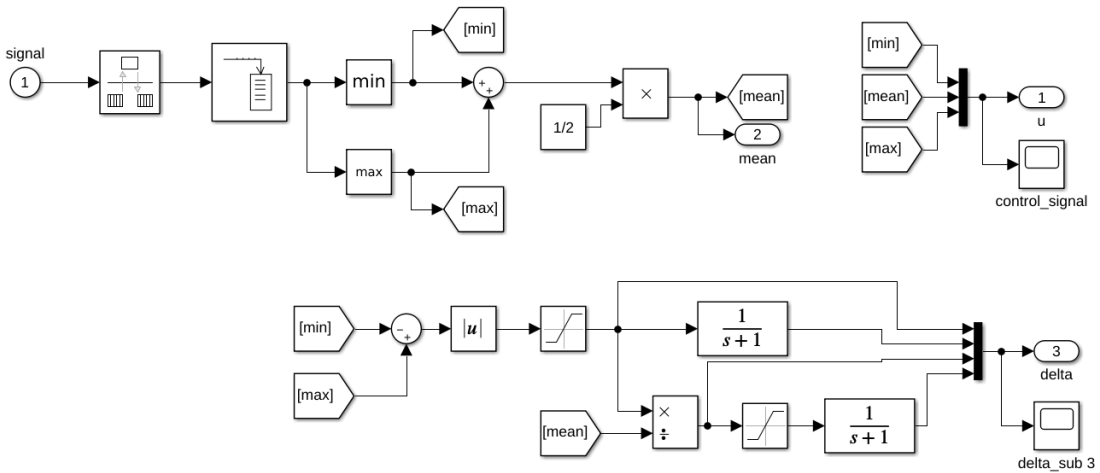 signal
1
min
[min]
+
+
max
[max]
1/2
×
[mean]
2
mean
[min]
[mean]
[max]
1
u
control_signal
[min]
[max]
−
+
|u|
1
s + 1
[mean]
×
÷
1
s + 1
3
delta
delta_sub 3